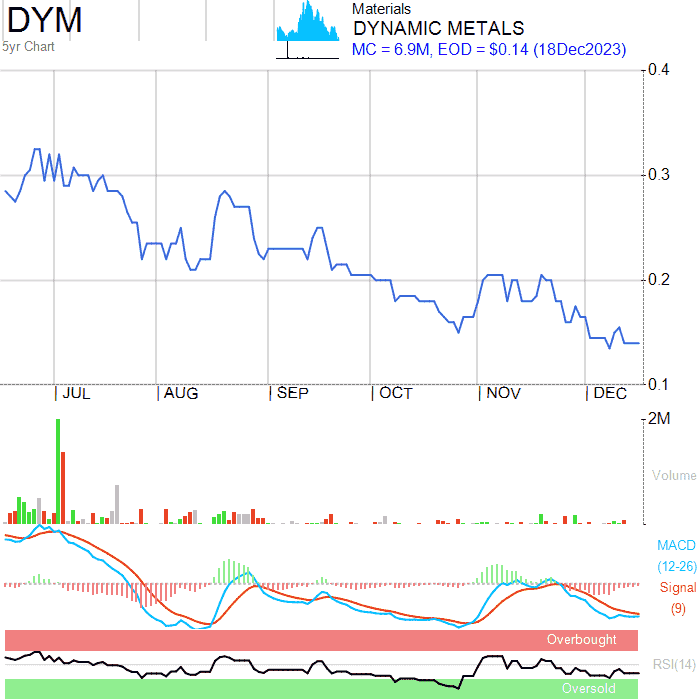 DYM
5yr Chart
Materials
DYNAMIC METALS
MC = 6.9M, EOD = $0.14 (18Dec2023)
0.4
0.3
0.2
0.1
JUL AUG SEP OCT NOV DEC
2M
Volume
MACD
(12-26)
Signal
(9)
Overbought
RSI(14)
Oversold